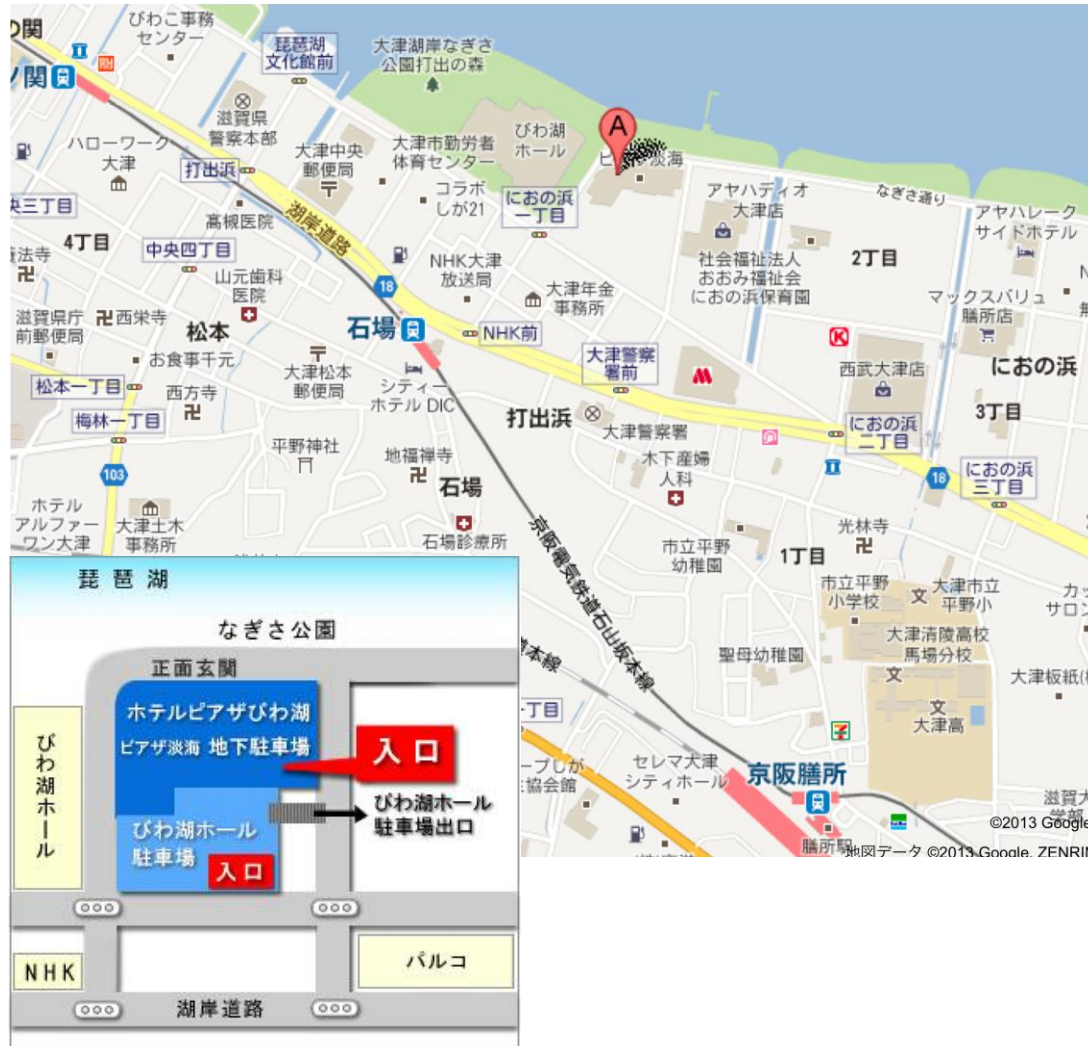 の関
びわこ事務
センター
琵琶湖
文化館前
大津湖岸なぎさ
公園打出の森
ノ関
滋賀県
警察本部
ハローワーク
大津
大津中央
郵便局
大津市勤労者
体育センター
びわ湖
ホール
A
淡海
打出浜
コラボ
しが21
におの浜
一丁目
アヤハディオ
大津店
なぎさ通り
アヤハレーク
サイドホテル
央三丁目
高槻医院
湖岸道路
4丁目
中央四丁目
NHK大津
放送局
社会福祉法人
おおみ福祉会
におの浜保育園
2丁目
山元歯科
医院
18
大津年金
事務所
マックスバリュ
膳所店
滋賀県庁
前郵便局
西栄寺
松本
石場
NHK前
K
お食事千元
大津松本
郵便局
大津警察
署前
西武大津店
におの浜
松本一丁目
西方寺
シティー
ホテル DIC
3丁目
梅林一丁目
打出浜
大津警察署
におの浜
二丁目
平野神社
地福禅寺
木下産婦
人科
103
石場
18
におの浜
三丁目
ホテル
アルファー
ワン大津
大津土木
事務所
石場診療所
光林寺
市立平野
幼稚園
1丁目
京阪電気鉄道石山坂本線
市立平野
小学校
大津市立
平野小
大津清陵高校
馬場分校
聖母幼稚園
大津板紙
大津高
本線
丁目
セレマ大津
シティホール
京阪膳所
協会館
滋賀大
学部
膳所駅
©2013 Google
地図データ ©2013 Google, ZENRIN
琵琶湖
なぎさ公園
正面玄関
ホテルピアザびわ湖
ピアザ淡海 地下駐車場
入口
びわ湖ホール
びわ湖ホール
駐車場出口
びわ湖ホール
駐車場
入口
NHK
パルコ
湖岸道路